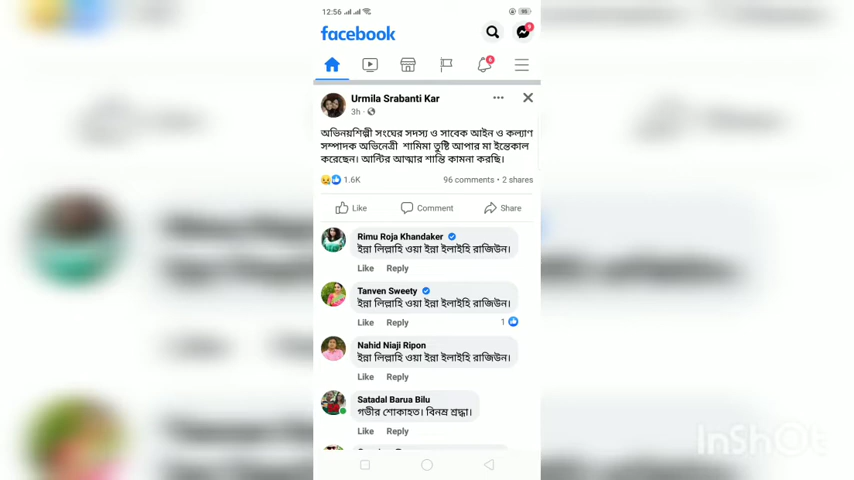 12:56
facebook
Urmila Srabanti Kar
3h
অভিনয়শিল্পী সংঘের সদস্য ও সাবেক আইন ও কল্যাণ
সম্পাদক অভিনেত্রী শামিমা তুষ্টি আপার মা ইন্তেকাল
করেছেন। আন্টির আত্মার শান্তি কামনা করছি।
1.6K
96 comments • 2 shares
Like
Comment
Share
Rimu Roja Khandaker
ইন্না লিল্লাহি ওয়া ইন্না ইলাইহি রাজিউন।
Like Reply
Tanven Sweety
ইন্না লিল্লাহি ওয়া ইন্না ইলাইহি রাজিউন।
Like Reply 1
Nahid Niaji Ripon
ইন্না লিল্লাহি ওয়া ইন্না ইলাইহি রাজিউন।
Like Reply
Satadal Barua Bilu
গভীর শোকাহত। বিনম্র শ্রদ্ধা।
Like Reply
InShOt